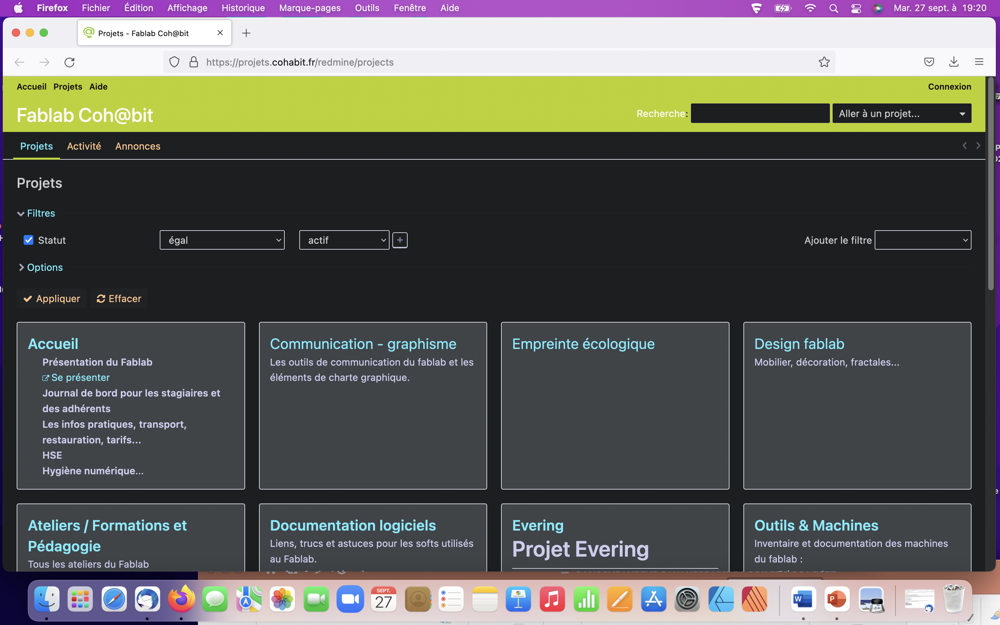 Firefox Fichier Édition Affichage Historique Marque-pages Outils Fenêtre Aide Mar. 27 sept. à 19:20
Projets - Fablab Coh@bit
https://projets.cohabit.fr/redmine/projects
Accueil Projets Aide Connexion
Fablab Coh@bit Recherche: Aller à un projet...
Projets Activité Annonces
Projets
Filtres
Statut égal actif Ajouter le filtre
Options
Appliquer Effacer
Accueil
Présentation du Fablab
Se présenter
Journal de bord pour les stagiaires et
des adhérents
Les infos pratiques, transport,
restauration, tarifs...
HSE
Hygiène numérique...
Communication - graphisme
Les outils de communication du fablab et les
éléments de charte graphique.
Empreinte écologique
Design fablab
Mobilier, décoration, fractales...
Ateliers / Formations et
Pédagogie
Tous les ateliers du Fablab
Documentation logiciels
Liens, trucs et astuces pour les softs utilisés
au Fablab.
Evering
Projet Evering
Outils & Machines
Inventaire et documentation des machines
du fablab :
SEPT.
27
W
P